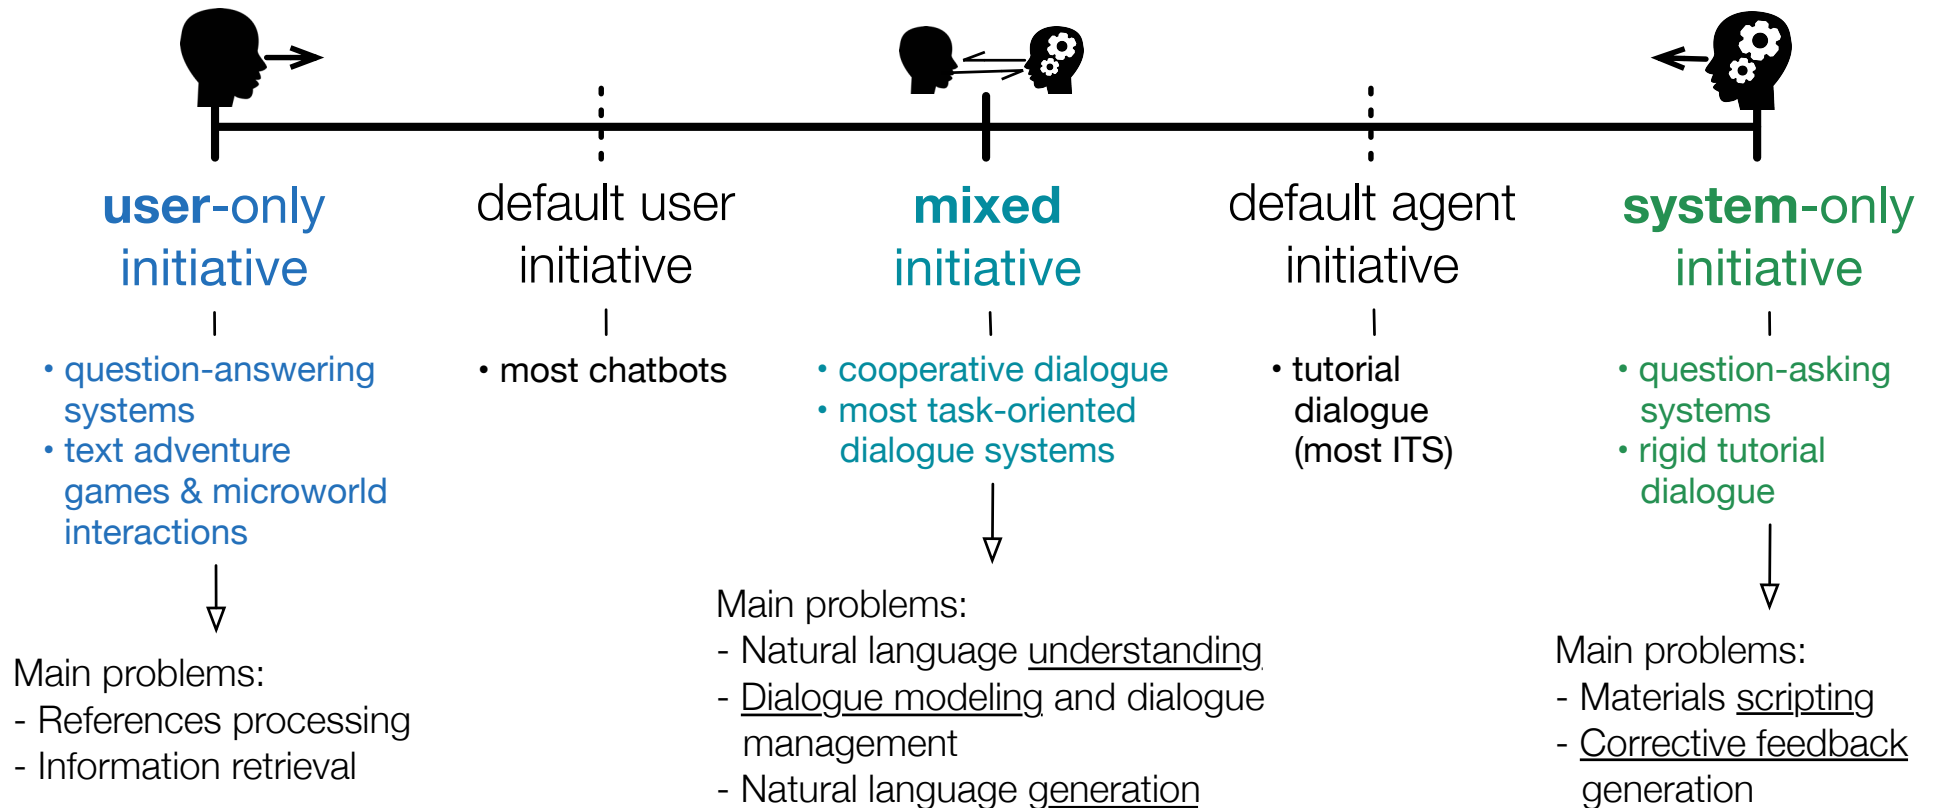 user-only
initiative
• question-answering
systems
• text adventure
games & microworld
interactions
Main problems:
- References processing
- Information retrieval
default user
initiative
• most chatbots
mixed
initiative
• cooperative dialogue
• most task-oriented
dialogue systems
Main problems:
- Natural language understanding
- Dialogue modeling and dialogue
management
- Natural language generation
default agent
initiative
• tutorial
dialogue
(most ITS)
system-only
initiative
• question-asking
systems
• rigid tutorial
dialogue
Main problems:
- Materials scripting
- Corrective feedback
generation